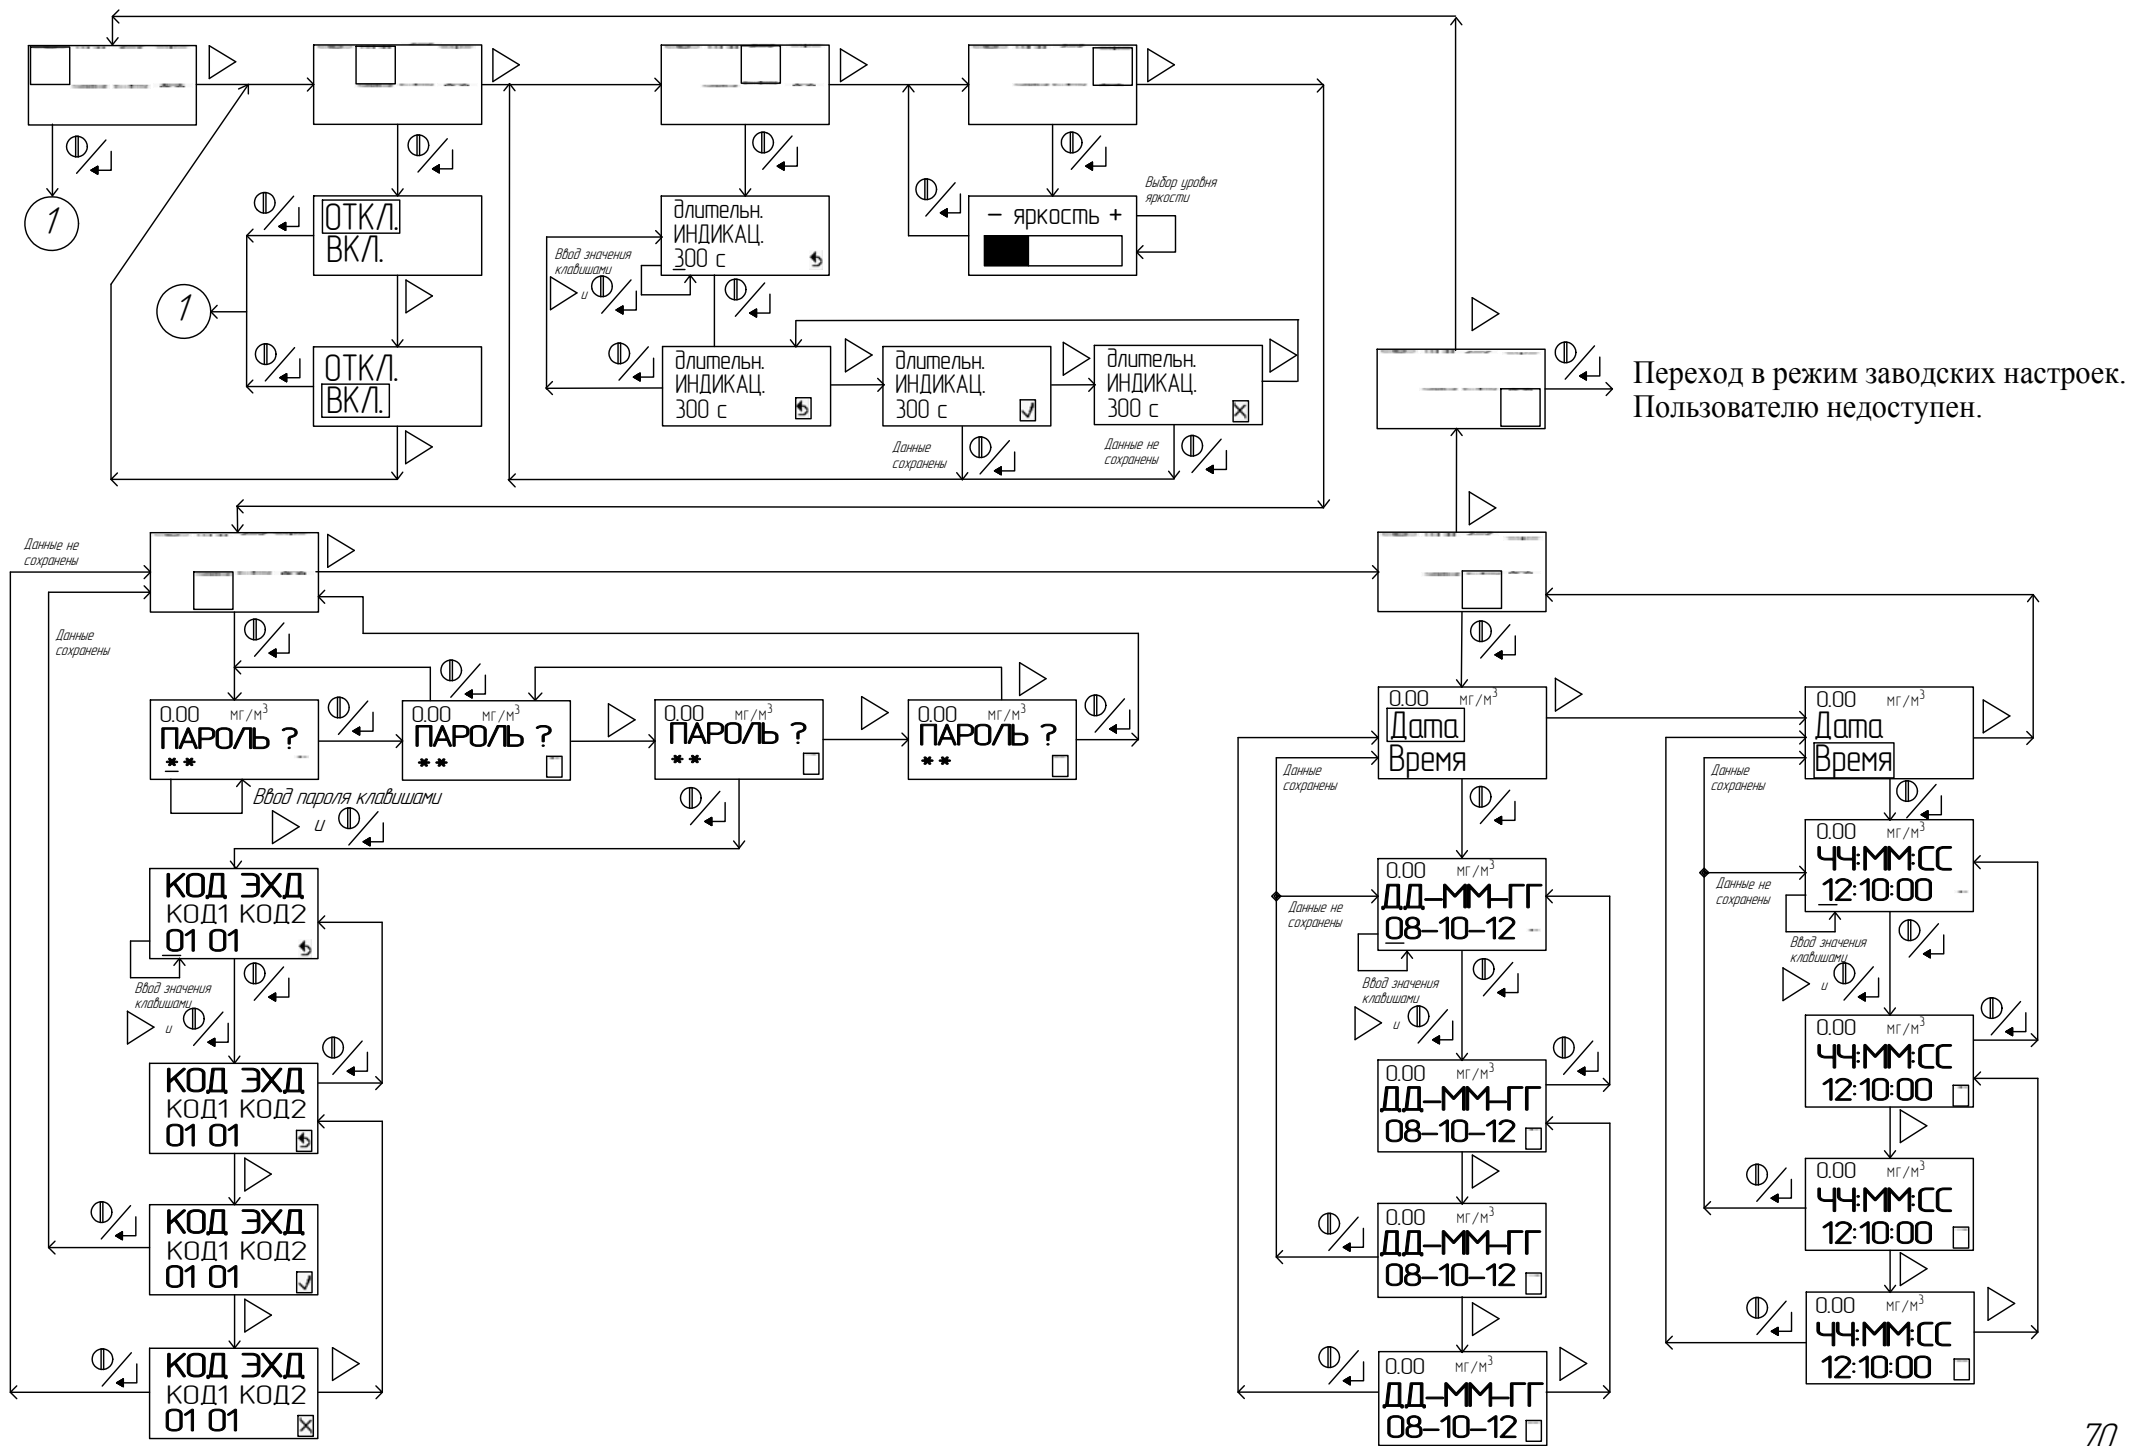 1
ОТКЛ.
ВКЛ.
1
ОТКЛ.
ВКЛ.
длительн.
ИНДИКАЦ.
300 с
Ввод значения
клавишами
и
длительн.
ИНДИКАЦ.
300 с
длительн.
ИНДИКАЦ.
300 с
длительн.
ИНДИКАЦ.
300 с
Данные
сохранены
Данные не
сохранены
– яркость +
Выбор уровня
яркости
Переход в режим заводских настроек.
Пользователю недоступен.
Данные не
сохранены
Данные
сохранены
0.00 мг/м³
ПАРОЛЬ ?
**
0.00 мг/м³
ПАРОЛЬ ?
**
0.00 мг/м³
ПАРОЛЬ ?
**
0.00 мг/м³
ПАРОЛЬ ?
**
Ввод пароля клавишами
и
КОД ЭХД
КОД1 КОД2
01 01
Ввод значения
клавишами
и
КОД ЭХД
КОД1 КОД2
01 01
КОД ЭХД
КОД1 КОД2
01 01
КОД ЭХД
КОД1 КОД2
01 01
0.00 мг/м³
Дата
Время
Данные
сохранены
0.00 мг/м³
ДД–ММ–ГГ
08–10–12
Данные не
сохранены
Ввод значения
клавишами
и
0.00 мг/м³
ДД–ММ–ГГ
08–10–12
0.00 мг/м³
ДД–ММ–ГГ
08–10–12
0.00 мг/м³
ДД–ММ–ГГ
08–10–12
0.00 мг/м³
Дата
Время
Данные
сохранены
0.00 мг/м³
ЧЧ:ММ:СС
12:10:00
Данные не
сохранены
Ввод значения
клавишами
и
0.00 мг/м³
ЧЧ:ММ:СС
12:10:00
0.00 мг/м³
ЧЧ:ММ:СС
12:10:00
0.00 мг/м³
ЧЧ:ММ:СС
12:10:00
70